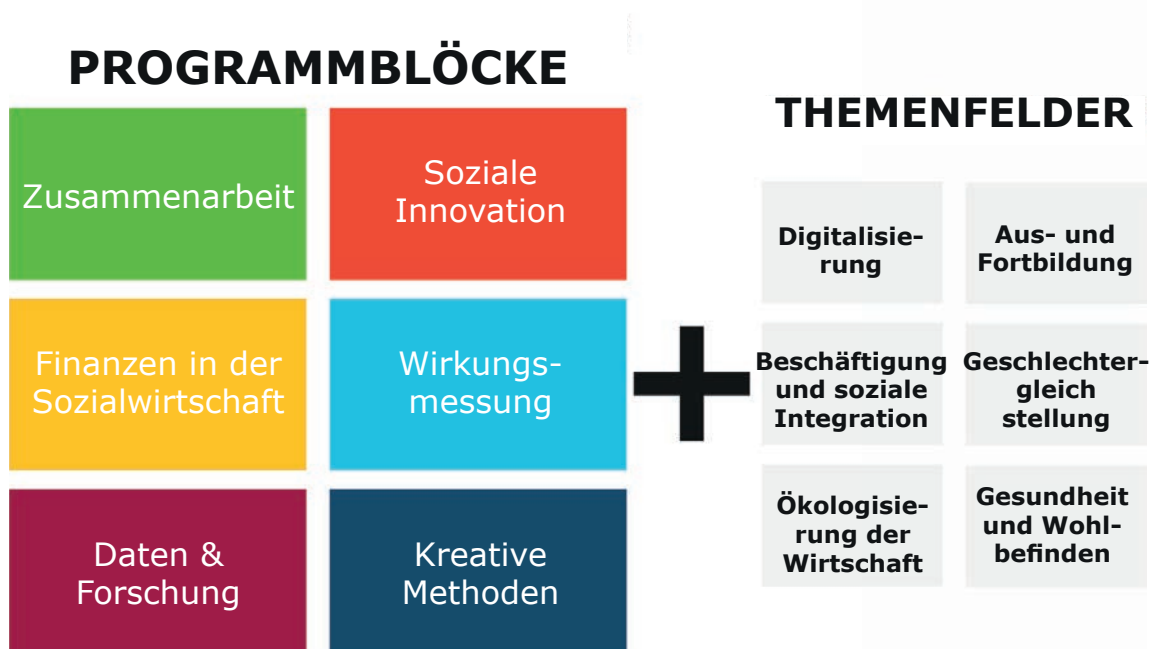 PROGRAMMBLÖCKE
Zusammenarbeit
Soziale
Innovation
Finanzen in der
Sozialwirtschaft
Wirkungs-
messung
Daten &
Forschung
Kreative
Methoden
THEMENFELDER
Digitalisie-
rung
Aus- und
Fortbildung
Beschäftigung
und soziale
Integration
Geschlechter-
gleich
stellung
Ökologisie-
rung der
Wirtschaft
Gesundheit
und Wohl-
befinden